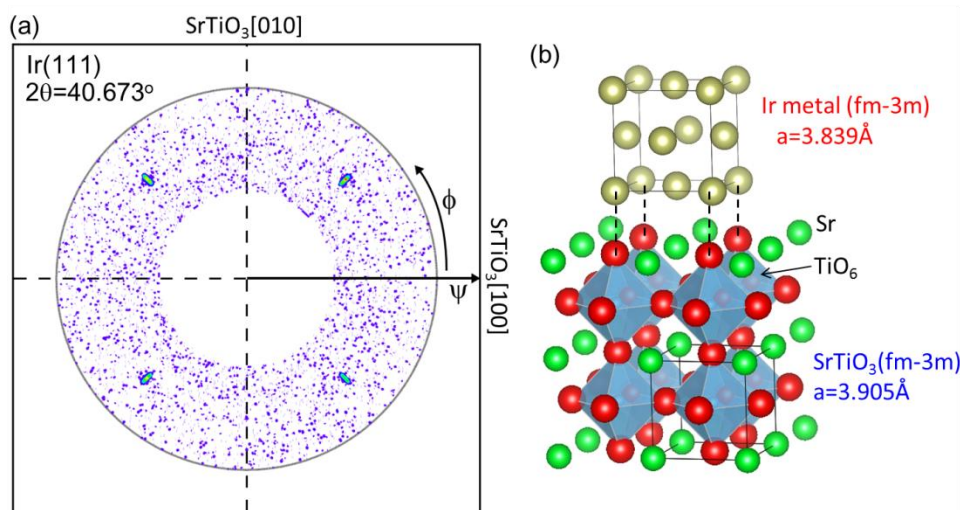 (a)
SrTiO₃[010]
Ir(111)
2θ=40.673°
ϕ
ψ
SrTiO₃[100]
(b)
Ir metal (fm-3m)
a=3.839Å
Sr
TiO₆
SrTiO₃(fm-3m)
a=3.905Å